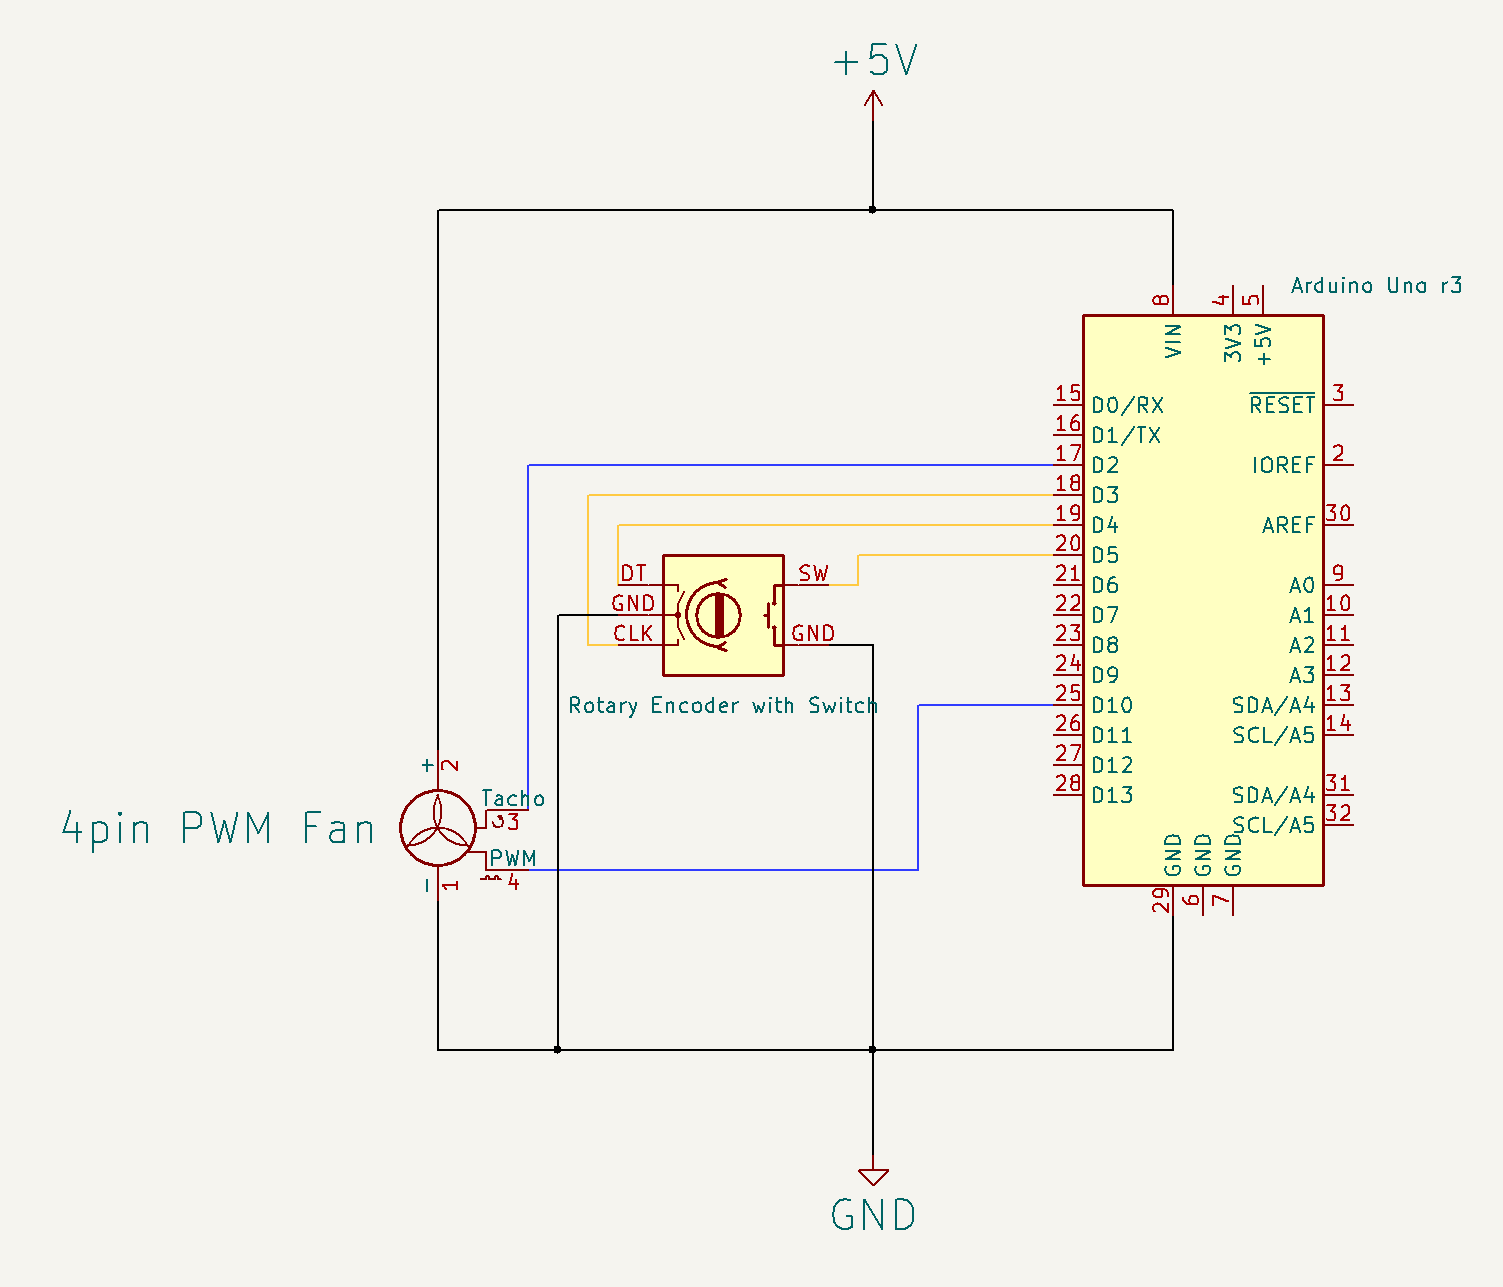 +5V
Arduino Uno r3
8
4
5
VIN
3V3
+5V
15
D0/RX
RESET
3
16
D1/TX
17
D2
IOREF
2
18
D3
19
D4
AREF
30
20
D5
DT
SW
21
D6
A0
9
GND
22
D7
A1
10
CLK
GND
23
D8
A2
11
24
D9
A3
12
Rotary Encoder with Switch
25
D10
SDA/A4
13
26
D11
SCL/A5
14
27
D12
28
D13
SDA/A4
31
SCL/A5
32
GND
GND
GND
29
6
7
+
2
Tacho
3
4pin PWM Fan
PWM
4
-
1
GND